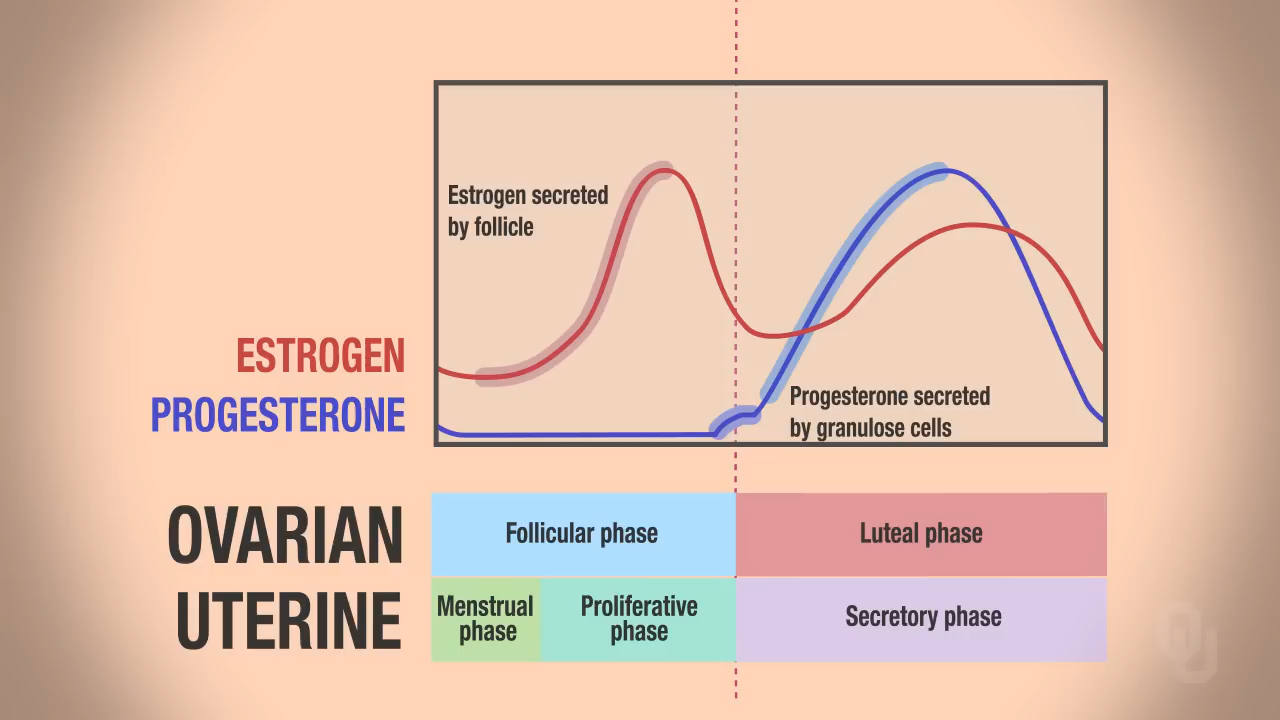 Estrogen secreted
by follicle
ESTROGEN
PROGESTERONE
Progesterone secreted
by granulose cells
OVARIAN
Follicular phase
Luteal phase
UTERINE
Menstrual
phase
Proliferative
phase
Secretory phase
OU